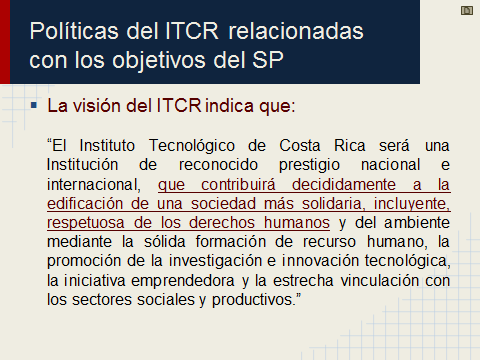 Políticas del ITCR relacionadas
con los objetivos del SP
La visión del ITCR indica que:
“El Instituto Tecnológico de Costa Rica será una
Institución de reconocido prestigio nacional e
internacional, que contribuirá decididamente a la
edificación de una sociedad más solidaria, incluyente,
respetuosa de los derechos humanos y del ambiente
mediante la sólida formación de recurso humano, la
promoción de la investigación e innovación tecnológica,
la iniciativa emprendedora y la estrecha vinculación con
los sectores sociales y productivos.”